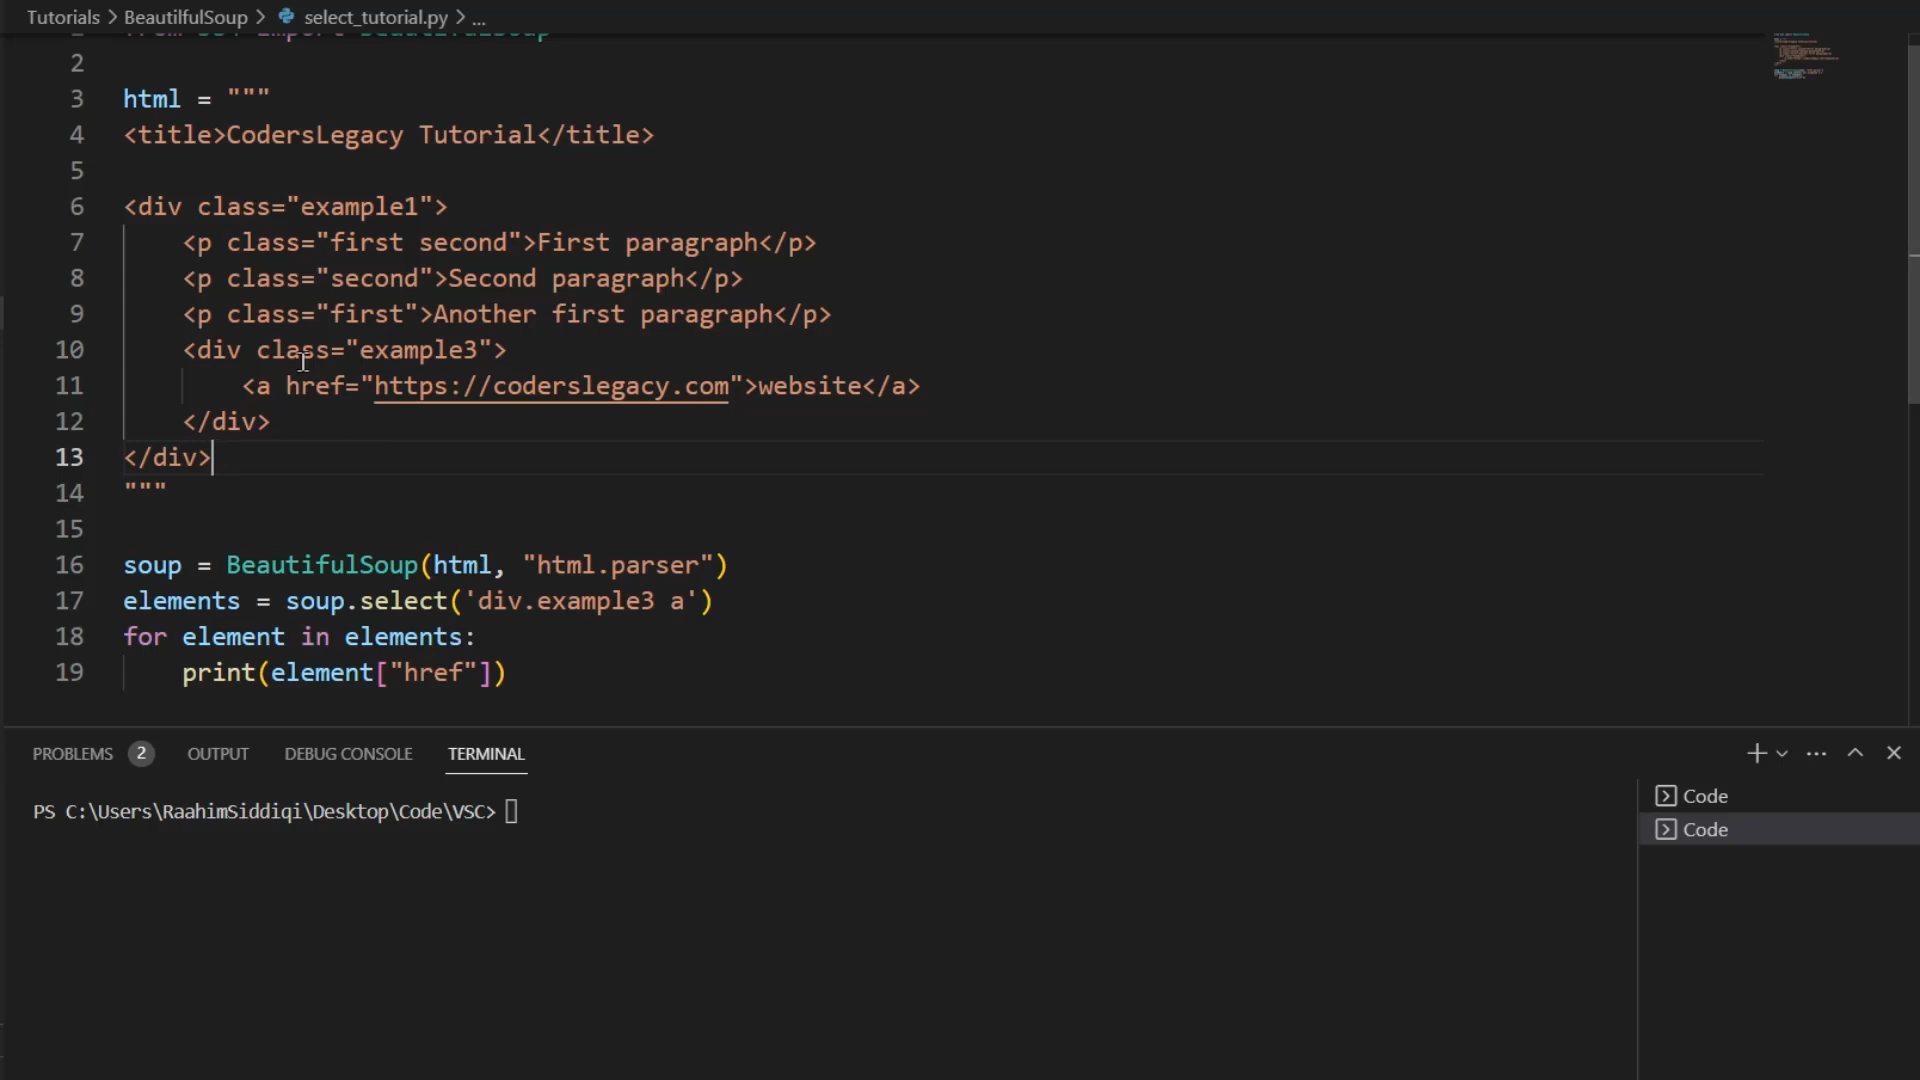 Tutorials > BeautilfulSoup > select_tutorial.py > ...
2
3 html = """
4 <title>CodersLegacy Tutorial</title>
5
6 <div class="example1">
7 <p class="first second">First paragraph</p>
8 <p class="second">Second paragraph</p>
9 <p class="first">Another first paragraph</p>
10 <div class="example3">
11 <a href="https://coderslegacy.com">website</a>
12 </div>
13 </div>
14 """
15
16 soup = BeautifulSoup(html, "html.parser")
17 elements = soup.select('div.example3 a')
18 for element in elements:
19 print(element["href"])
PROBLEMS 2 OUTPUT DEBUG CONSOLE TERMINAL
PS C:\Users\RaahimSiddiqi\Desktop\Code\VSC>
Code
Code